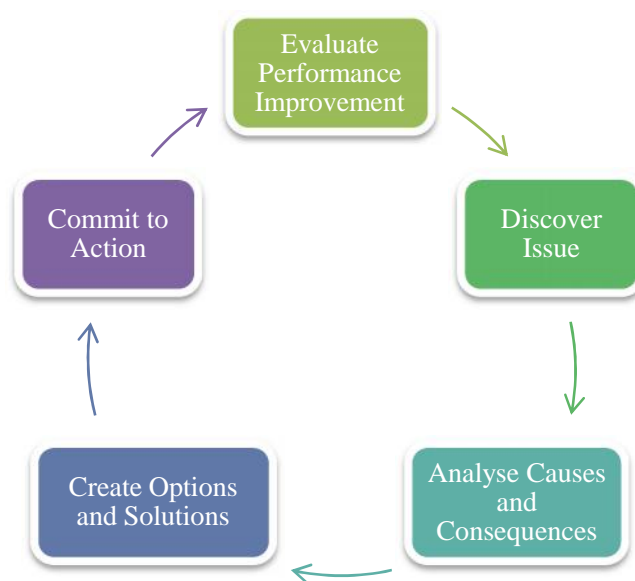 Evaluate
Performance
Improvement
Discover
Issue
Analyse Causes
and
Consequences
Create Options
and Solutions
Commit to
Action